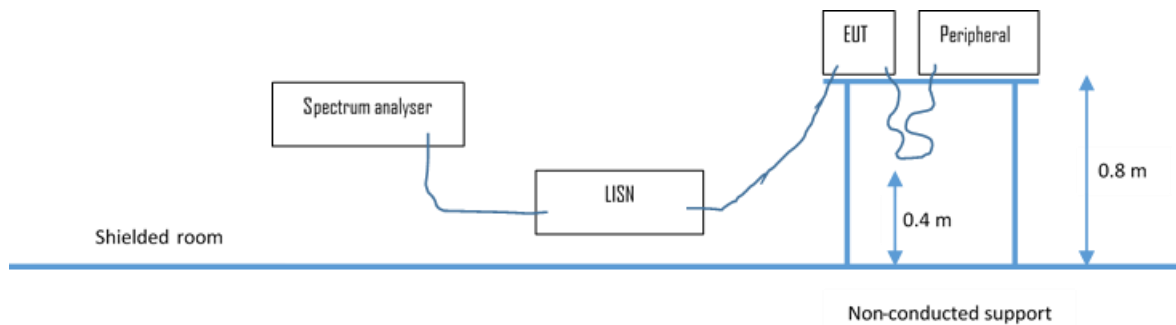 EUT
Peripheral
Spectrum analyser
LISN
0.8 m
0.4 m
Shielded room
Non-conducted support